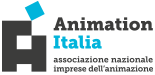 Animation
Italia
associazione nazionale
imprese dell'animazione